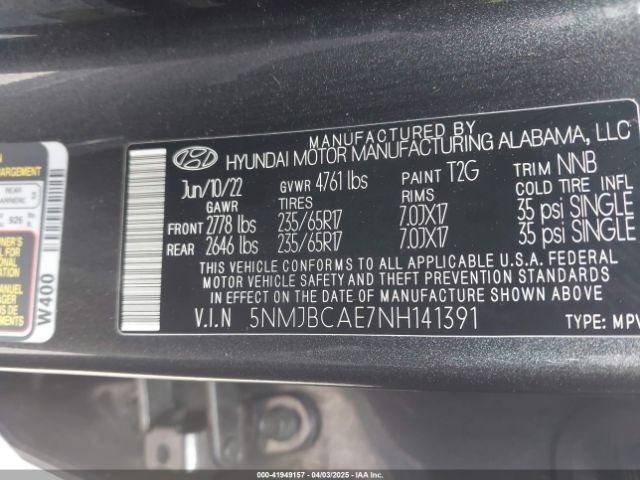 MANUFACTURED BY
HYUNDAI MOTOR MANUFACTURING ALABAMA, LLC
Jun/10/22 GVWR 4761 lbs PAINT T2G TRIM NNB
GAWR TIRES RIMS COLD TIRE INFL
FRONT 2778 lbs 235/65R17 7.0JX17 35 psi SINGLE
REAR 2646 lbs 235/65R17 7.0JX17 35 psi SINGLE
THIS VEHICLE CONFORMS TO ALL APPLICABLE U.S.A. FEDERAL
MOTOR VEHICLE SAFETY AND THEFT PREVENTION STANDARDS
IN EFFECT ON THE DATE OF MANUFACTURE SHOWN ABOVE.
V.I.N 5NMJBCAE7NH141391
TYPE: MPV
REAR
926
W400
000-41949157 - 04/03/2025 - IAAI, Inc.